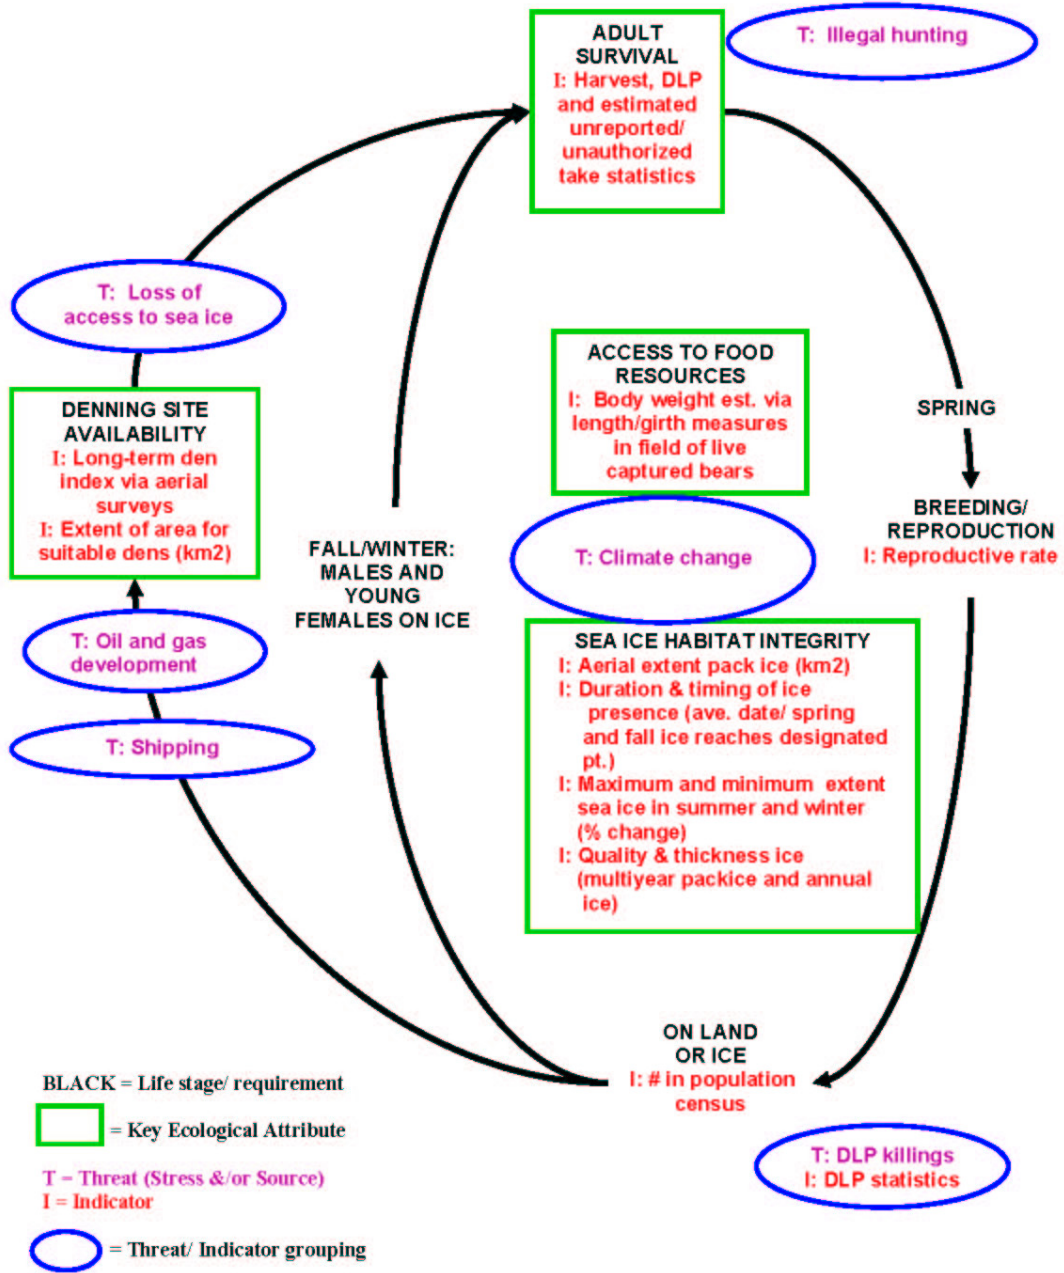 ADULT
SURVIVAL
I: Harvest, DLP
and estimated
unreported/
unauthorized
take statistics
T: Illegal hunting
T: Loss of
access to sea ice
DENNING SITE
AVAILABILITY
I: Long-term den
index via aerial
surveys
I: Extent of area for
suitable dens (km2)
T: Oil and gas
development
T: Shipping
FALL/WINTER:
MALES AND
YOUNG
FEMALES ON ICE
ACCESS TO FOOD
RESOURCES
I: Body weight est. via
length/girth measures
in field of live
captured bears
T: Climate change
SEA ICE HABITAT INTEGRITY
I: Aerial extent pack ice (km2)
I: Duration & timing of ice
presence (ave. date/ spring
and fall ice reaches designated
pt.)
I: Maximum and minimum extent
sea ice in summer and winter
(% change)
I: Quality & thickness ice
(multiyear packice and annual
ice)
SPRING
BREEDING/
REPRODUCTION
I: Reproductive rate
ON LAND
OR ICE
I: # in population
census
T: DLP killings
I: DLP statistics
BLACK = Life stage/ requirement
= Key Ecological Attribute
T = Threat (Stress &/or Source)
I = Indicator
= Threat/ Indicator grouping